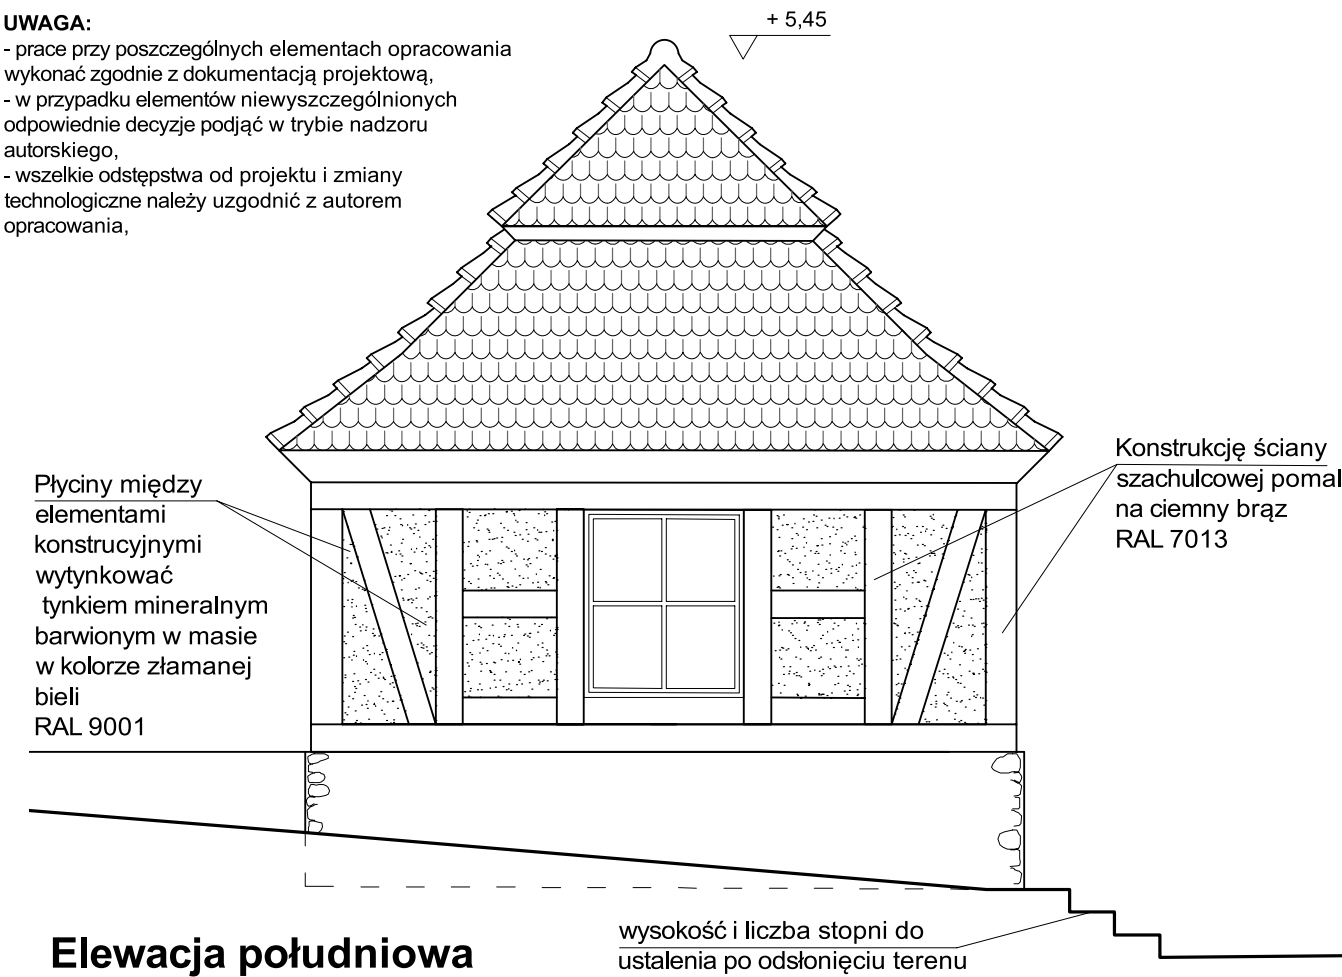 UWAGA:
- prace przy poszczególnych elementach opracowania
wykonać zgodnie z dokumentacją projektową,
- w przypadku elementów niewyszczególnionych
odpowiednie decyzje podjąć w trybie nadzoru
autorskiego,
- wszelkie odstępstwa od projektu i zmiany
technologiczne należy uzgodnić z autorem
opracowania,
+ 5,45
Płyciny między
elementami
konstrucyjnymi
wytynkować
tynkiem mineralnym
barwionym w masie
w kolorze złamanej
bieli
RAL 9001
Konstrukcję ściany
szachulcowej pomal
na ciemny brąz
RAL 7013
Elewacja południowa
wysokość i liczba stopni do
ustalenia po odsłonięciu terenu